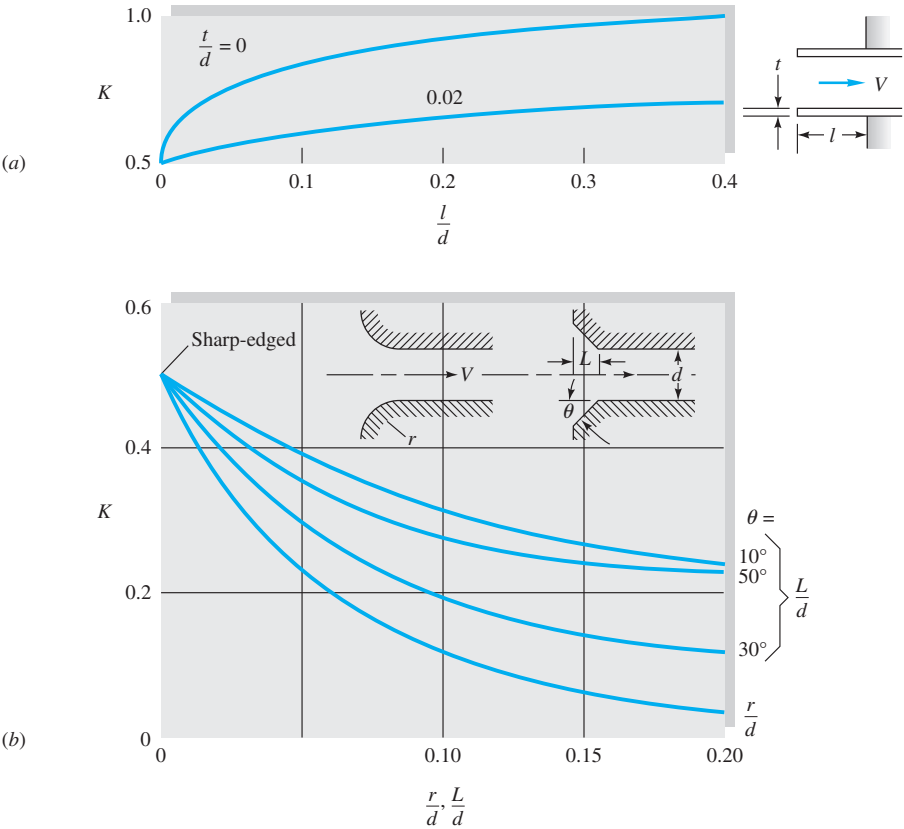 1.0
t/d = 0
K
0.02
t
V
l
(a)
0.5
0
0.1
0.2
0.3
0.4
l/d
0.6
Sharp-edged
V
L
d
θ
r
0.4
K
θ =
10°
50°
L/d
0.2
30°
r/d
(b)
0
0
0.10
0.15
0.20
r/d, L/d